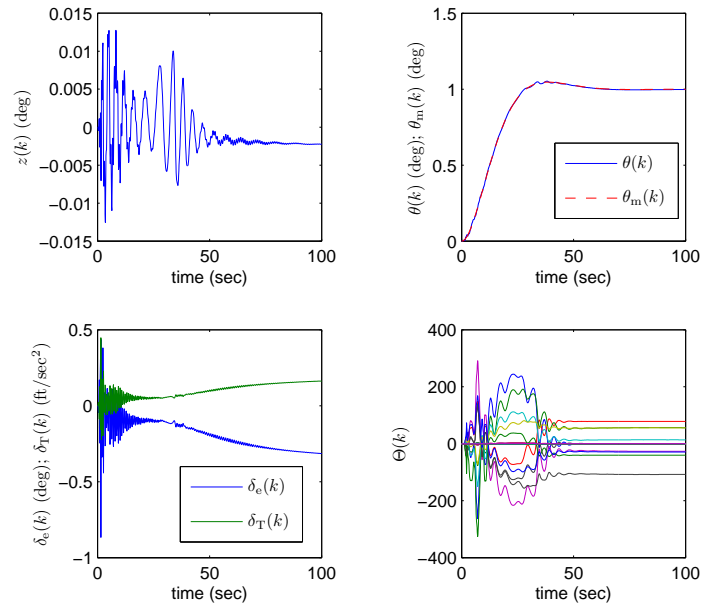 0.015
0.01
0.005
0
−0.005
−0.01
−0.015
z(k) (deg)
0
50
100
time (sec)
1.5
1
0.5
0
θ(k) (deg); θm(k) (deg)
θ(k)
θm(k)
0
50
100
time (sec)
0.5
0
−0.5
−1
δe(k) (deg); δT(k) (ft/sec²)
δe(k)
δT(k)
0
50
100
time (sec)
400
200
0
−200
−400
Θ(k)
0
50
100
time (sec)